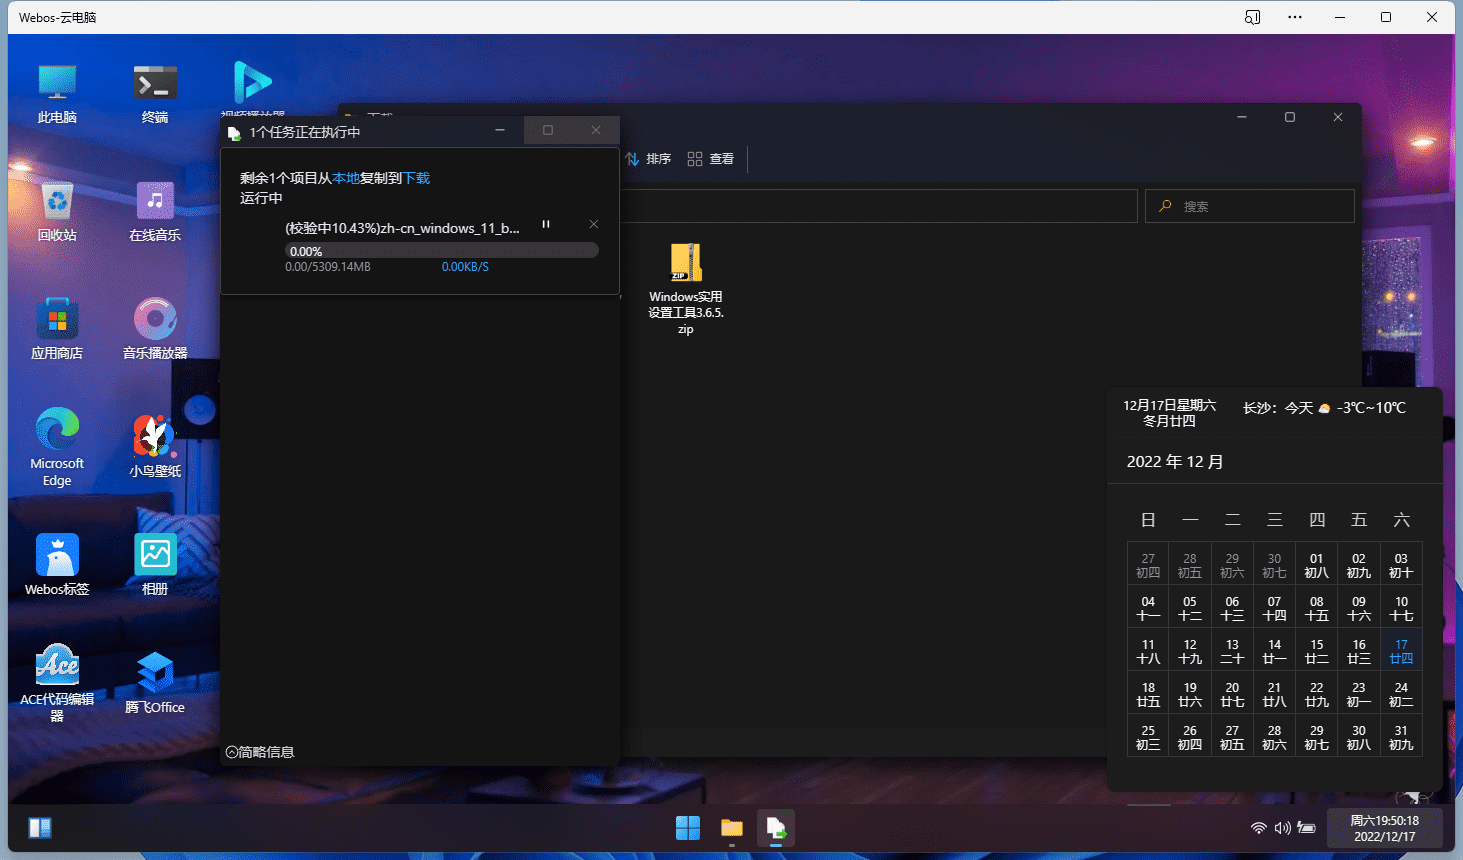 Webos-云电脑
此电脑
终端
视频播放器
下载
回收站
在线音乐
应用商店
音乐播放器
Microsoft
Edge
小鸟壁纸
Webos标签
相册
ACE代码编辑
器
腾飞Office
1个任务正在执行中
剩余1个项目从本地复制到下载
运行中
(校验中10.43%)zh-cn_windows_11_b...
0.00%
0.00/5309.14MB 0.00KB/S
简略信息
排序 查看
搜索
ZIP
Windows实用
设置工具3.6.5.
zip
12月17日星期六 长沙：今天 -3℃~10℃
冬月廿四
2022 年 12 月
日 一 二 三 四 五 六
27 28 29 30 01 02 03
初四 初五 初六 初七 初八 初九 初十
04 05 06 07 08 09 10
十一 十二 十三 十四 十五 十六 十七
11 12 13 14 15 16 17
十八 十九 二十 廿一 廿二 廿三 廿四
18 19 20 21 22 23 24
廿五 廿六 廿七 廿八 廿九 初一 初二
25 26 27 28 29 30 31
初三 初四 初五 初六 初七 初八 初九
周六19:50:18
2022/12/17